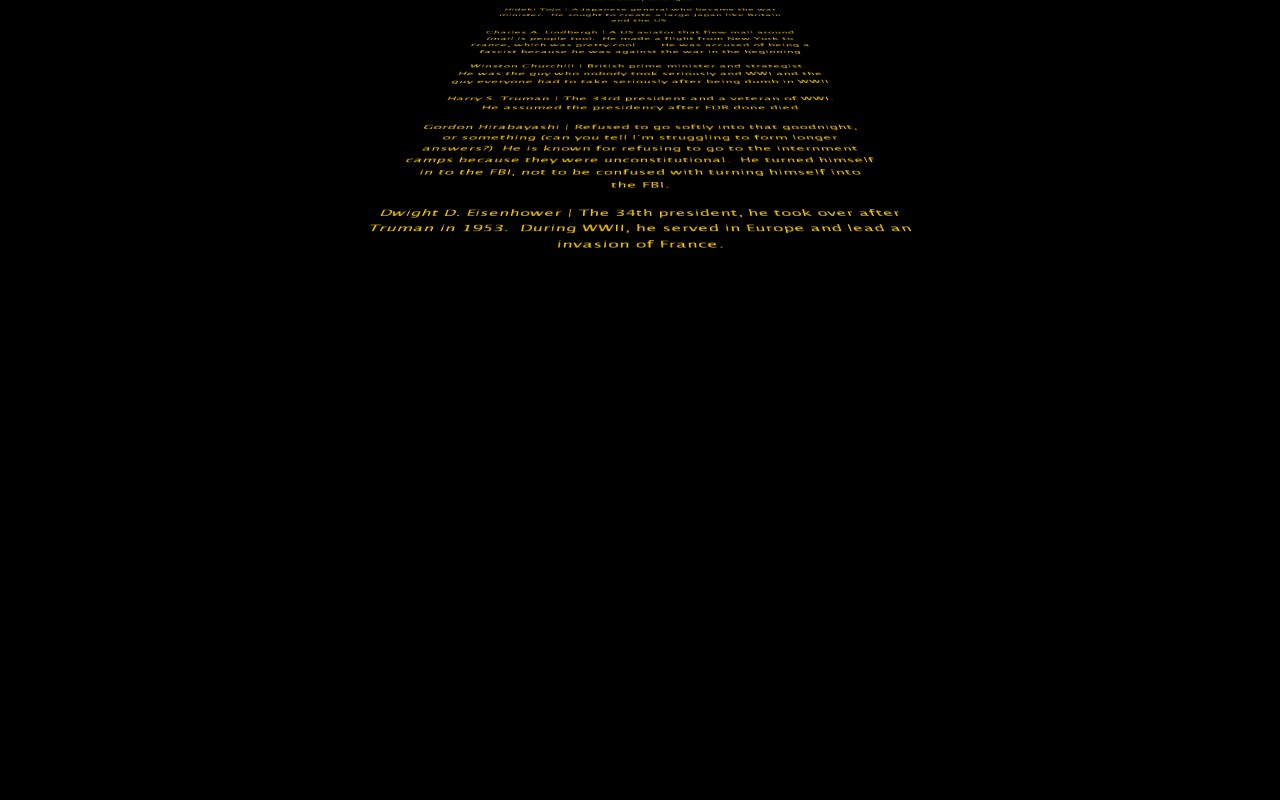 Hideki Tojo | A Japanese general who became the war
minister.  He sought to create a large Japan like Britain
and the US.
Charles A. Lindbergh | A US aviator that flew mail around
(mail is people too).  He made a flight from New York to
France, which was pretty cool.      He was accused of being a
fascist because he was against the war in the beginning
Winston Churchill | British prime minister and strategist.
He was the guy who nobody took seriously and WWI and the
guy everyone had to take seriously after being dumb in WWII
Harry S. Truman | The 33rd president and a veteran of WWI.
He assumed the presidency after FDR done died
Gordon Hirabayashi | Refused to go softly into that goodnight,
or something (can you tell I'm struggling to form longer
answers?)  He is known for refusing to go to the internment
camps because they were unconstitutional.  He turned himself
in to the FBI, not to be confused with turning himself into
the FBI.
Dwight D. Eisenhower | The 34th president, he took over after
Truman in 1953.  During WWII, he served in Europe and lead an
invasion of France.